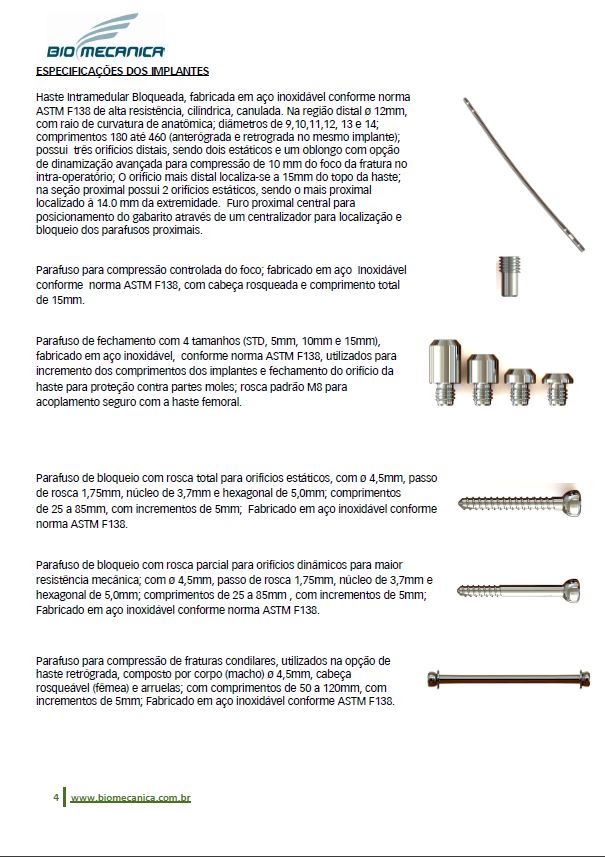 BIOMECANICA
ESPECIFICAÇÕES DOS IMPLANTES
Haste Intramedular Bloqueada, fabricada em aço inoxidável conforme norma
ASTM F138 de alta resistência, cilíndrica, canulada. Na região distal ø 12mm,
com raio de curvatura de anatômica; diâmetros de 9,10,11,12, 13 e 14;
comprimentos 180 até 460 (anterógrada e retrograda no mesmo implante);
possui três orifícios distais, sendo dois estáticos e um oblongo com opção
de dinamização avançada para compressão de 10 mm do foco da fratura no
intra-operatório; O orifício mais distal localiza-se a 15mm do topo da haste;
na seção proximal possui 2 orifícios estáticos, sendo o mais proximal
localizado à 14.0 mm da extremidade. Furo proximal central para
posicionamento do gabarito através de um centralizador para localização e
bloqueio dos parafusos proximais.
Parafuso para compressão controlada do foco; fabricado em aço Inoxidável
conforme norma ASTM F138, com cabeça rosqueada e comprimento total
de 15mm.
Parafuso de fechamento com 4 tamanhos (STD, 5mm, 10mm e 15mm),
fabricado em aço inoxidável, conforme norma ASTM F138, utilizados para
incremento dos comprimentos dos implantes e fechamento do orifício da
haste para proteção contra partes moles; rosca padrão M8 para
acoplamento seguro com a haste femoral.
Parafuso de bloqueio com rosca total para orifícios estáticos, com ø 4,5mm, passo
de rosca 1,75mm, núcleo de 3,7mm e hexagonal de 5,0mm; comprimentos
de 25 a 85mm, com incrementos de 5mm; Fabricado em aço inoxidável conforme
norma ASTM F138.
Parafuso de bloqueio com rosca parcial para orifícios dinâmicos para maior
resistência mecânica; com ø 4,5mm, passo de rosca 1,75mm, núcleo de 3,7mm e
hexagonal de 5,0mm; comprimentos de 25 a 85mm , com incrementos de 5mm;
Fabricado em aço inoxidável conforme norma ASTM F138.
Parafuso para compressão de fraturas condilares, utilizados na opção de
haste retrógrada, composto por corpo (macho) ø 4,5mm, cabeça
rosqueável (fêmea) e arruelas; com comprimentos de 50 a 120mm, com
incrementos de 5mm; Fabricado em aço inoxidável conforme ASTM F138.
4 www.biomecanica.com.br